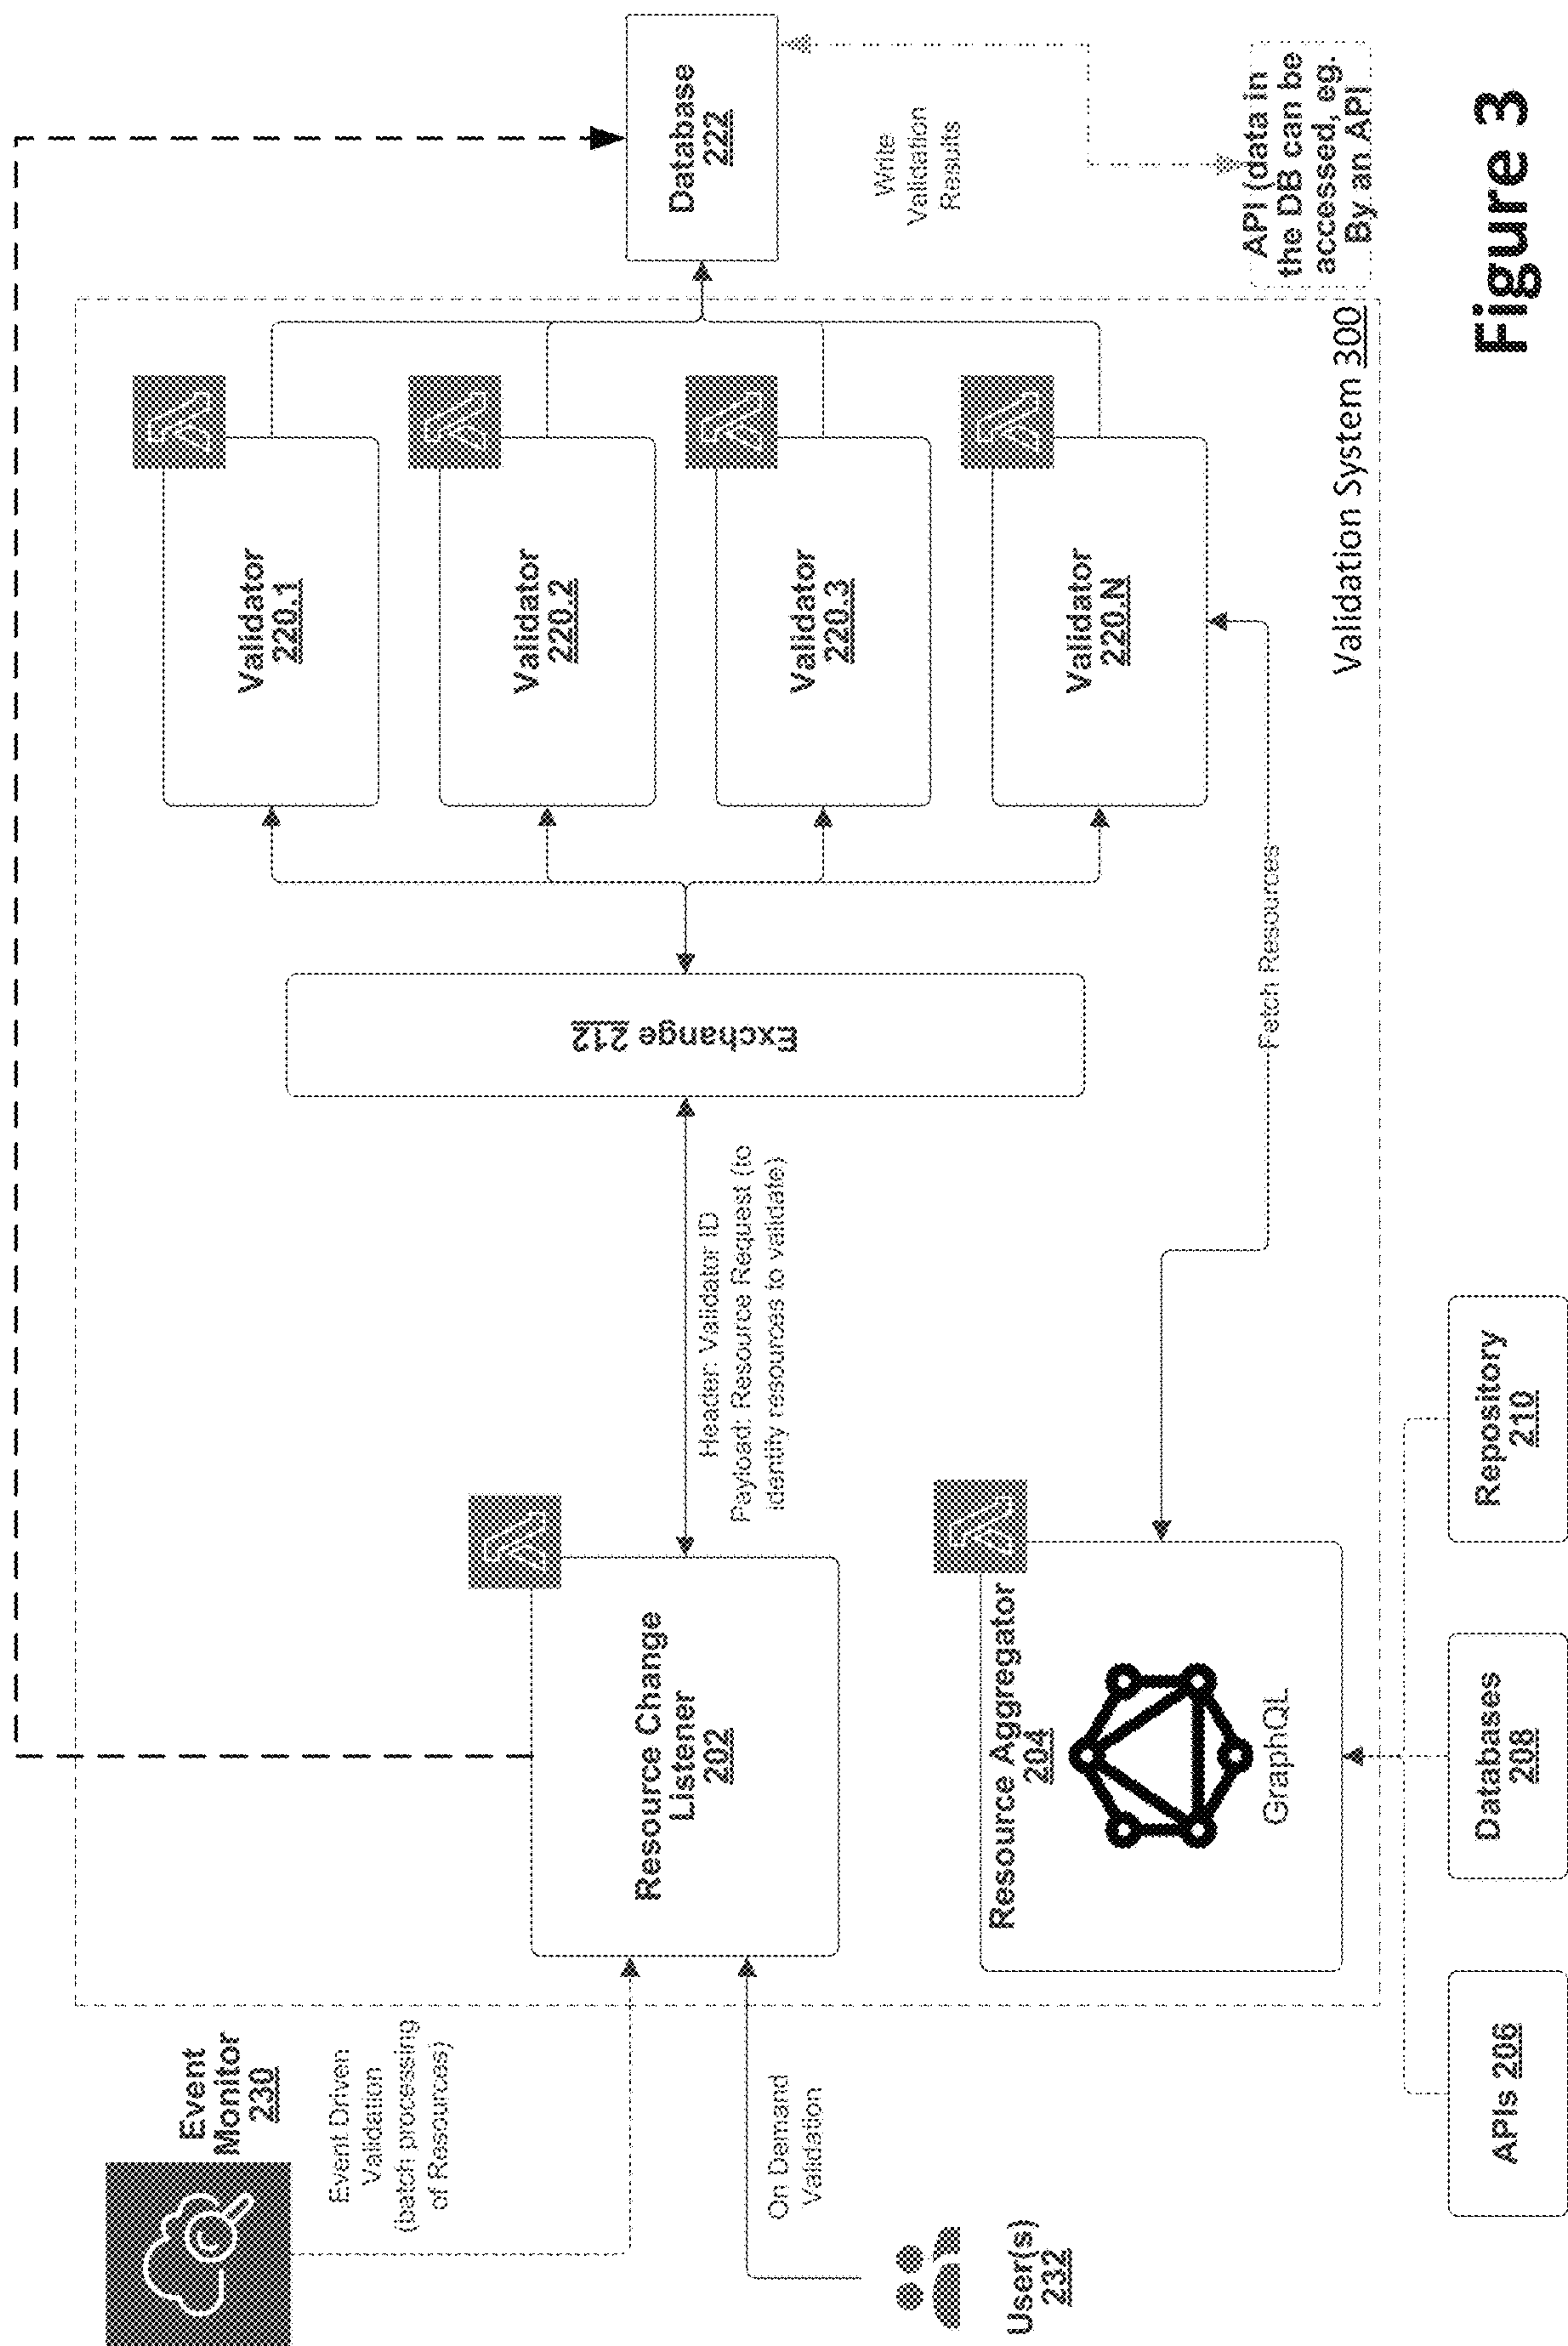 Event
Monitor
230
Event Driven
Validation
(batch processing
of Resources)
On Demand
Validation
User(s)
232
Resource Change
Listener
202
Header: Validator ID
Payload: Resource Request (to
identify resources to validate)
Exchange 212
Validator
220.1
Validator
220.2
Validator
220.3
Validator
220.N
Database
222
Write
Validation
Results
API (data in
the DB can be
accessed, eg.
By an API
Resource Aggregator
204
GraphQL
Fetch Resources
Validation System 300
APIs 206
Databases
208
Repository
210
Figure 3